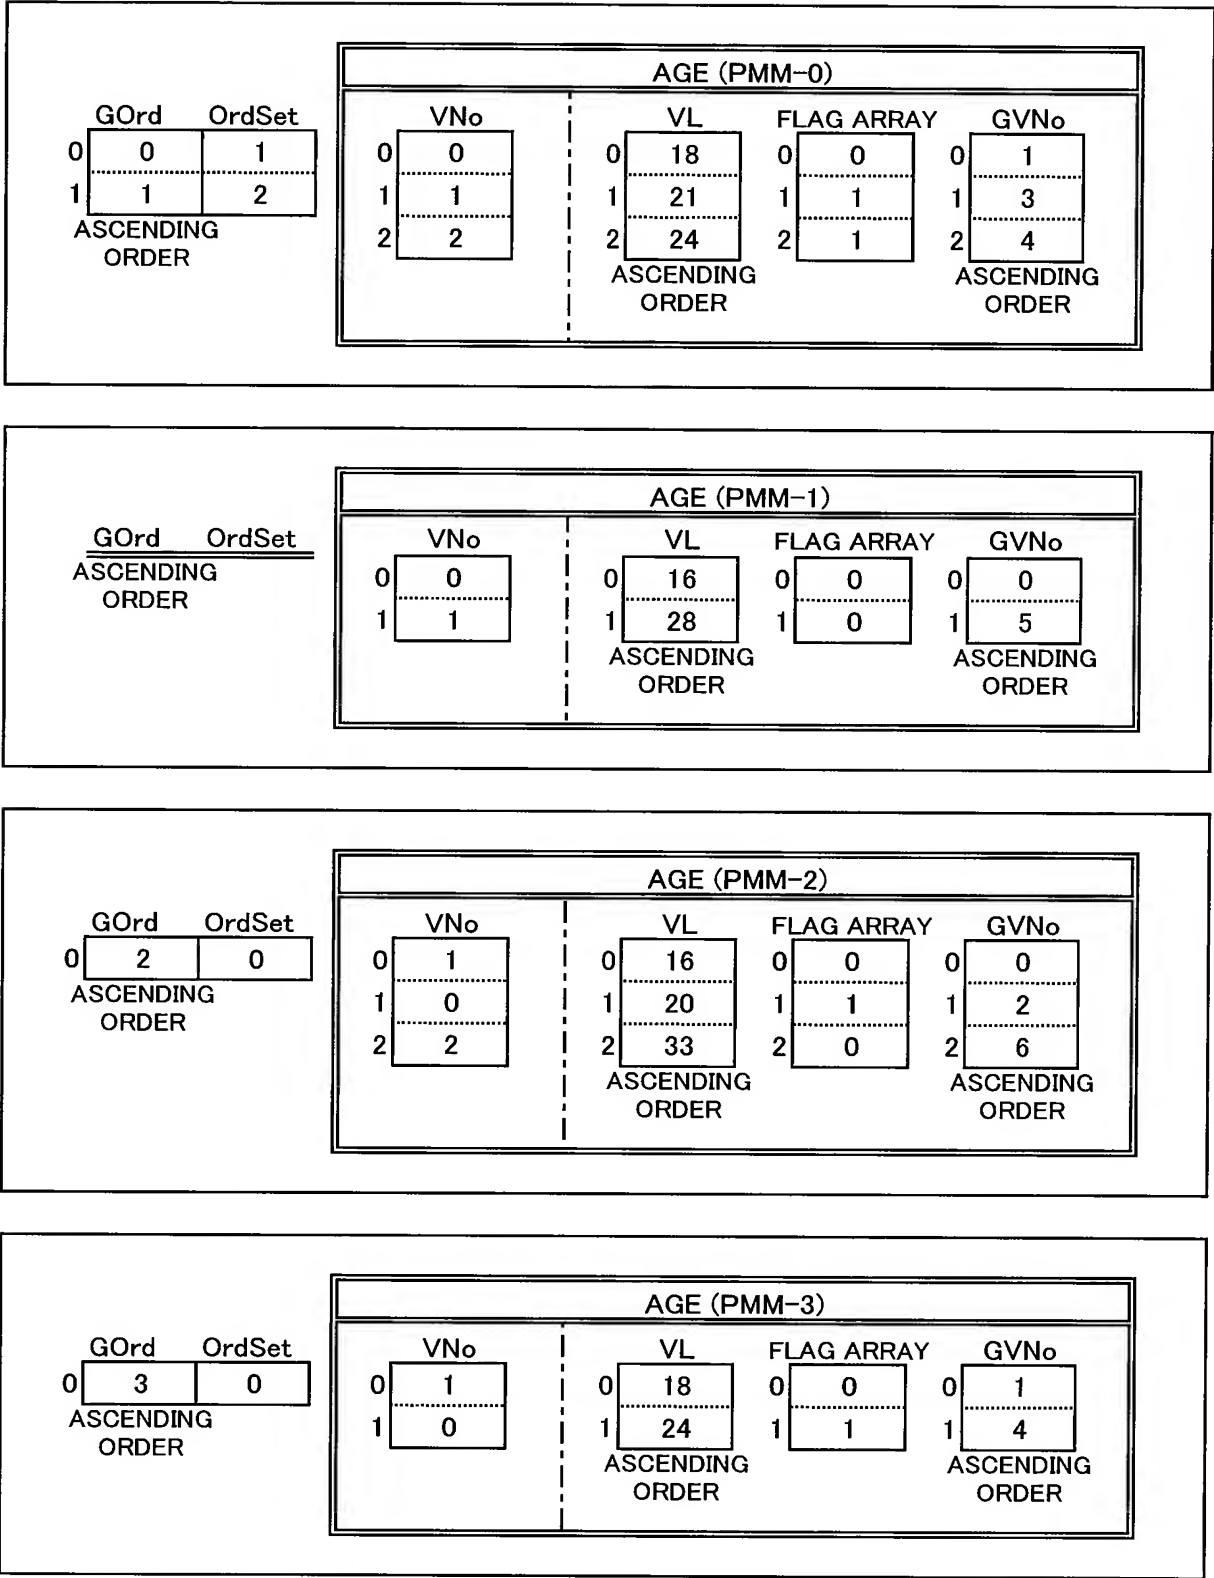 AGE (PMM-0)
GOrd OrdSet VNo VL FLAG ARRAY GVNo
0 0 1 0 0 0 18 0 0 0 1
1 1 2 1 1 1 21 1 1 1 3
ASCENDING 2 2 2 24 2 1 2 4
ORDER ASCENDING ASCENDING
ORDER ORDER
AGE (PMM-1)
GOrd OrdSet VNo VL FLAG ARRAY GVNo
ASCENDING 0 0 0 16 0 0 0 0
ORDER 1 1 1 28 1 0 1 5
ASCENDING ASCENDING
ORDER ORDER
AGE (PMM-2)
GOrd OrdSet VNo VL FLAG ARRAY GVNo
0 2 0 0 1 0 16 0 0 0 0
ASCENDING 1 0 1 20 1 1 1 2
ORDER 2 2 2 33 2 0 2 6
ASCENDING ASCENDING
ORDER ORDER
AGE (PMM-3)
GOrd OrdSet VNo VL FLAG ARRAY GVNo
0 3 0 0 1 0 18 0 0 0 1
ASCENDING 1 0 1 24 1 1 1 4
ORDER ASCENDING ASCENDING
ORDER ORDER